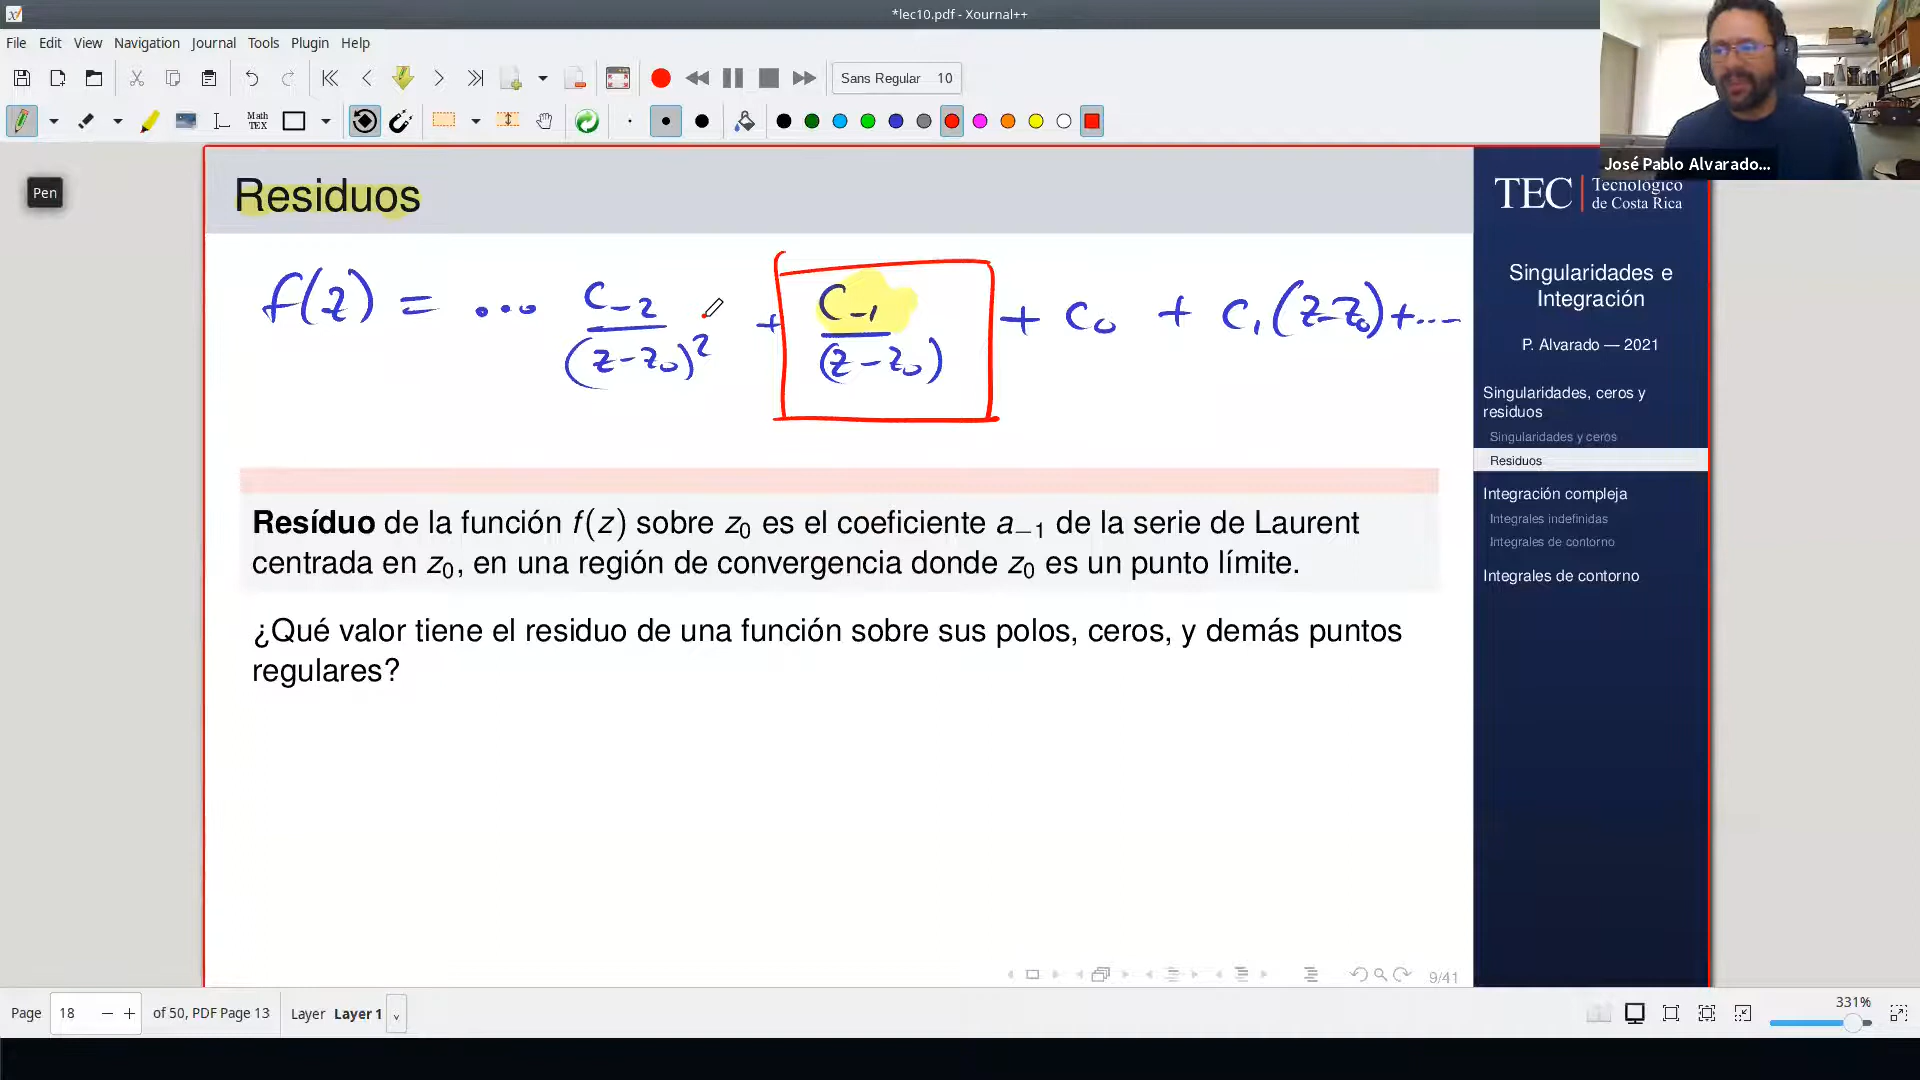 *lec10.pdf - Xournal++
File Edit View Navigation Journal Tools Plugin Help
Sans Regular 10
Math
TEX
José Pablo Alvarado...
Pen
Residuos
TEC Tecnológico
de Costa Rica
f(z) = ... C₋₂/(z-z₀)² + C₋₁/(z-z₀) + C₀ + C₁(z-z₀)+...
Singularidades e
Integración
P. Alvarado — 2021
Singularidades, ceros y
residuos
Singularidades y ceros
Residuos
Integración compleja
Integrales indefinidas
Integrales de contorno
Integrales de contorno
Resíduo de la función f(z) sobre z₀ es el coeficiente a₋₁ de la serie de Laurent
centrada en z₀, en una región de convergencia donde z₀ es un punto límite.
¿Qué valor tiene el residuo de una función sobre sus polos, ceros, y demás puntos
regulares?
9/41
Page 18 of 50, PDF Page 13 Layer Layer 1
331%